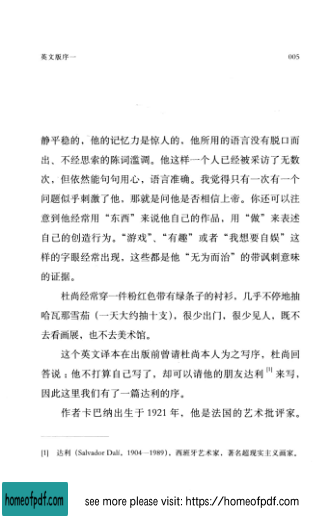 英文版序一 005
静平稳的,他的记忆力是惊人的,他所用的语言没有脱口而
出、不经思索的陈词滥调。他这样一个人已经被采访了无数
次,但依然能句句用心,语言准确。我觉得只有一次有一个
问题似乎刺激了他,那就是问他是否相信上帝。你还可以注
意到他经常用“东西”来说他自己的作品,用“做”来表述
自己的创造行为。“游戏”、“有趣”或者“我想要自娱”这
样的字眼经常出现,这些都是他“无为而治”的带讽刺意味
的证据。
杜尚经常穿一件粉红色带有绿条子的衬衫,几乎不停地抽
哈瓦那雪茄(一天大约抽十支),很少出门,很少见人,既不
去看画展,也不去美术馆。
这个英文译本在出版前曾请杜尚本人为之写序,杜尚回
答说:他不打算自己写了,却可以请他的朋友达利[1]来写,
因此这里我们有了一篇达利的序。
作者卡巴纳出生于1921年,他是法国的艺术批评家。
[1] 达利(Salvador Dali,1904—1989),西班牙艺术家,著名超现实主义画家。
homeofpdf.com see more please visit: https://homeofpdf.com